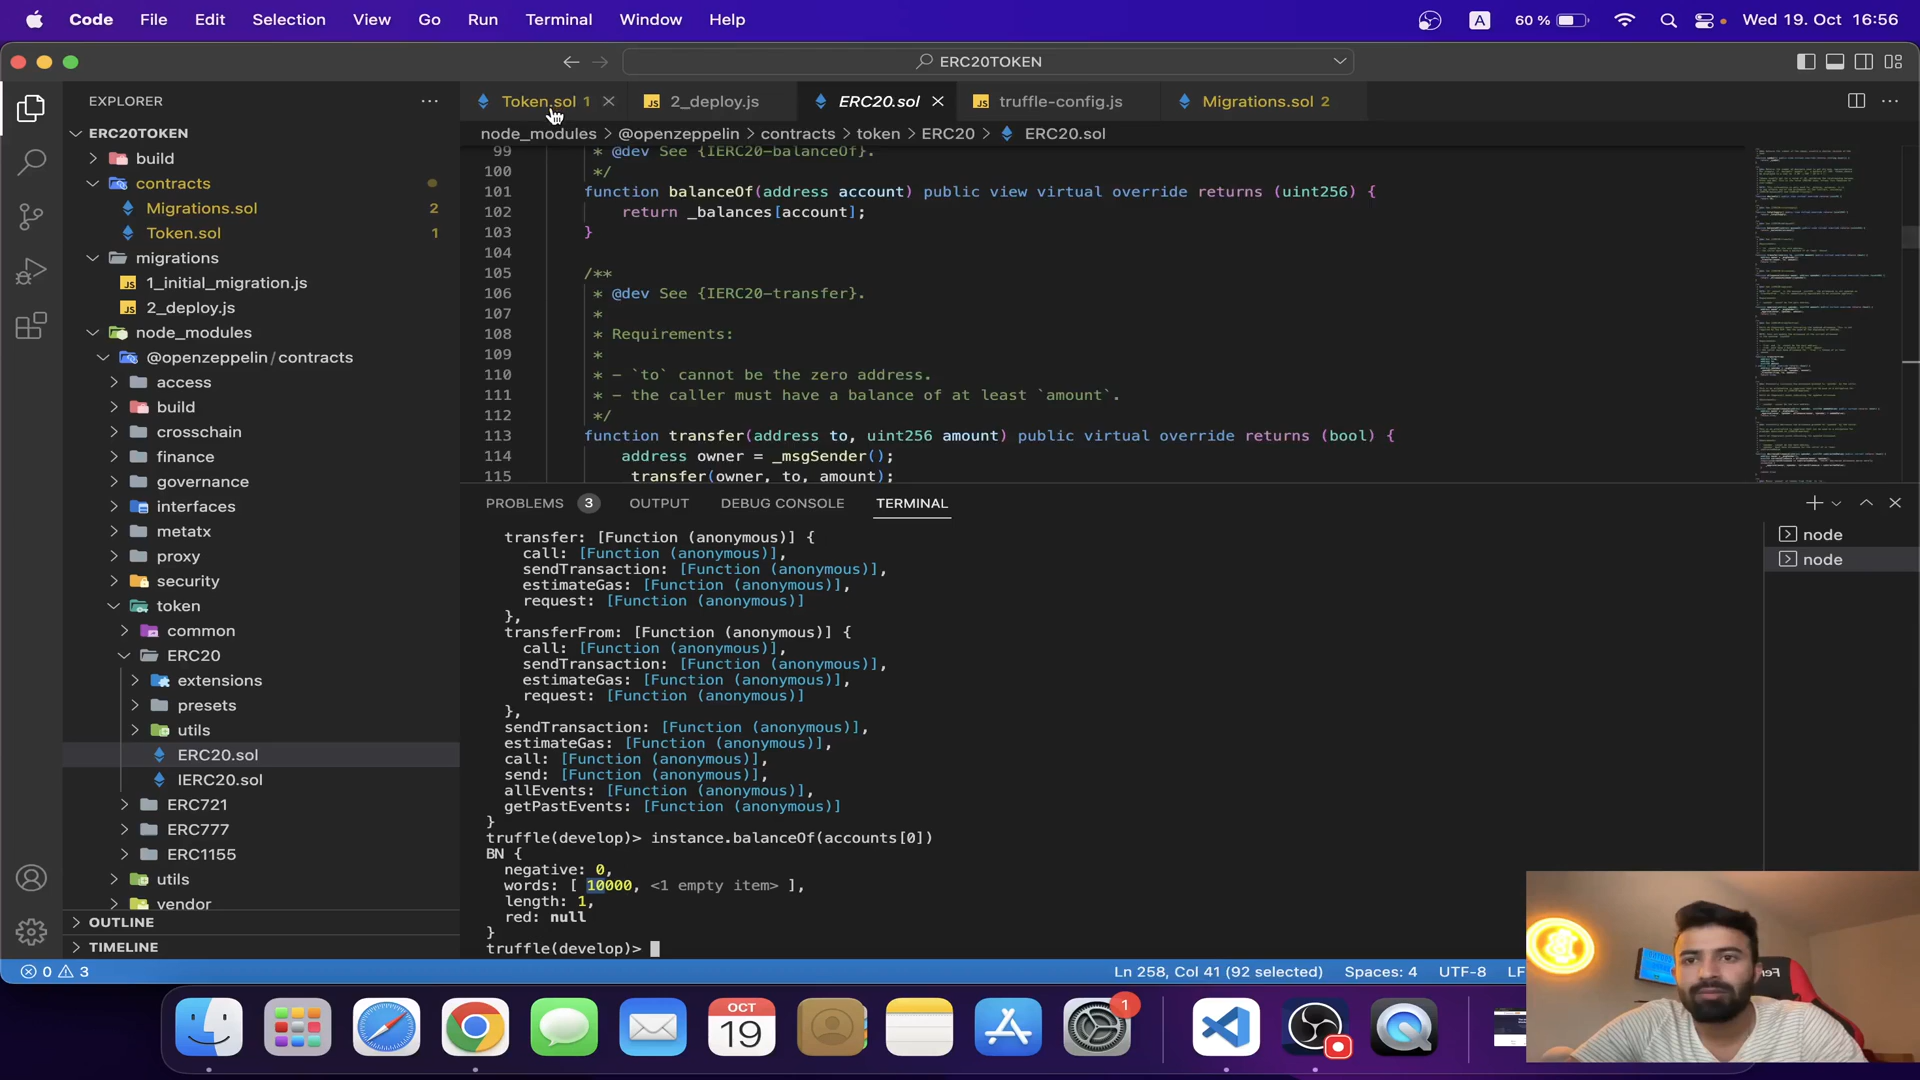 Code File Edit Selection View Go Run Terminal Window Help
A 60 % Wed 19. Oct 16:56
ERC20TOKEN
EXPLORER
ERC20TOKEN
build
contracts
Migrations.sol 2
Token.sol 1
migrations
1_initial_migration.js
2_deploy.js
node_modules
@openzeppelin/contracts
access
build
crosschain
finance
governance
interfaces
metatx
proxy
security
token
common
ERC20
extensions
presets
utils
ERC20.sol
IERC20.sol
ERC721
ERC777
ERC1155
utils
vendor
OUTLINE
TIMELINE
Token.sol 1 JS 2_deploy.js ERC20.sol JS truffle-config.js Migrations.sol 2
node_modules > @openzeppelin > contracts > token > ERC20 > ERC20.sol
99 * @dev See {IERC20-balanceOf}.
100 */
101 function balanceOf(address account) public view virtual override returns (uint256) {
102 return _balances[account];
103 }
104
105 /**
106 * @dev See {IERC20-transfer}.
107 *
108 * Requirements:
109 *
110 * - `to` cannot be the zero address.
111 * - the caller must have a balance of at least `amount`.
112 */
113 function transfer(address to, uint256 amount) public virtual override returns (bool) {
114 address owner = _msgSender();
115 transfer(owner, to, amount);
PROBLEMS 3 OUTPUT DEBUG CONSOLE TERMINAL
transfer: [Function (anonymous)] {
call: [Function (anonymous)],
sendTransaction: [Function (anonymous)],
estimateGas: [Function (anonymous)],
request: [Function (anonymous)]
},
transferFrom: [Function (anonymous)] {
call: [Function (anonymous)],
sendTransaction: [Function (anonymous)],
estimateGas: [Function (anonymous)],
request: [Function (anonymous)]
},
sendTransaction: [Function (anonymous)],
estimateGas: [Function (anonymous)],
call: [Function (anonymous)],
send: [Function (anonymous)],
allEvents: [Function (anonymous)],
getPastEvents: [Function (anonymous)]
}
truffle(develop)> instance.balanceOf(accounts[0])
BN {
negative: 0,
words: [ 10000, <1 empty item> ],
length: 1,
red: null
}
truffle(develop)>
node
node
0 3
Ln 258, Col 41 (92 selected) Spaces: 4 UTF-8 LF
OCT
19
1